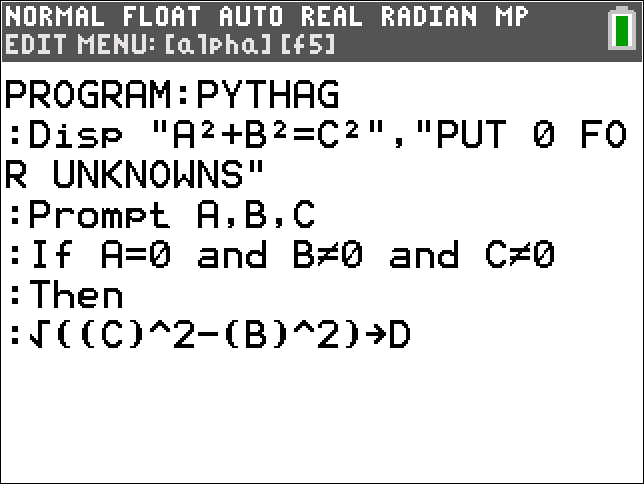 NORMAL FLOAT AUTO REAL RADIAN MP
EDIT MENU: [alpha] [f5]
PROGRAM:PYTHAG
:Disp "A²+B²=C²","PUT 0 FO
R UNKNOWNS"
:Prompt A,B,C
:If A=0 and B≠0 and C≠0
:Then
:√((C)^2-(B)^2)→D